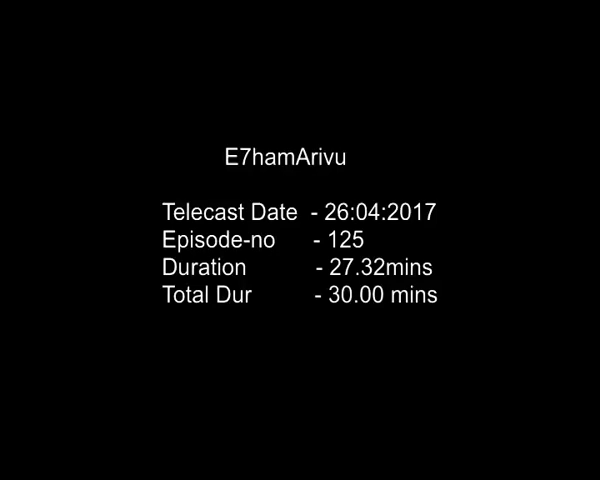 E7hamArivu
Telecast Date - 26:04:2017
Episode-no - 125
Duration - 27.32mins
Total Dur - 30.00 mins